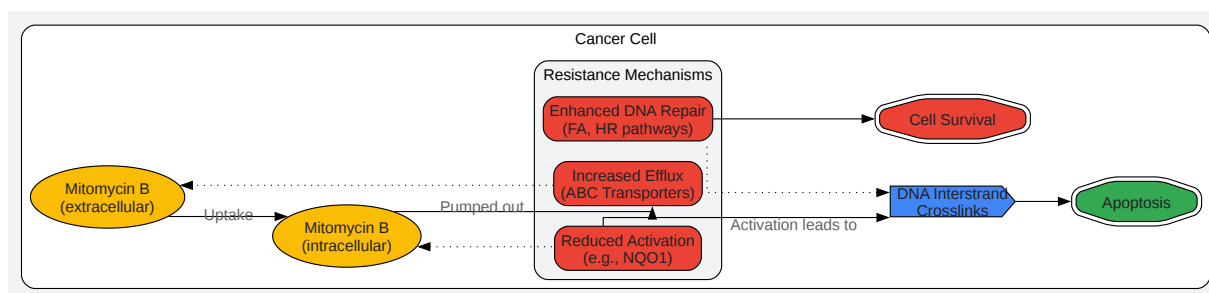 Cancer Cell
Resistance Mechanisms
Enhanced DNA Repair
(FA, HR pathways)
Cell Survival
Increased Efflux
(ABC Transporters)
Mitomycin B
(extracellular)
Uptake
Mitomycin B
(intracellular)
Pumped out
Reduced Activation
(e.g., NQO1)
Activation leads to
DNA Interstrand
Crosslinks
Apoptosis